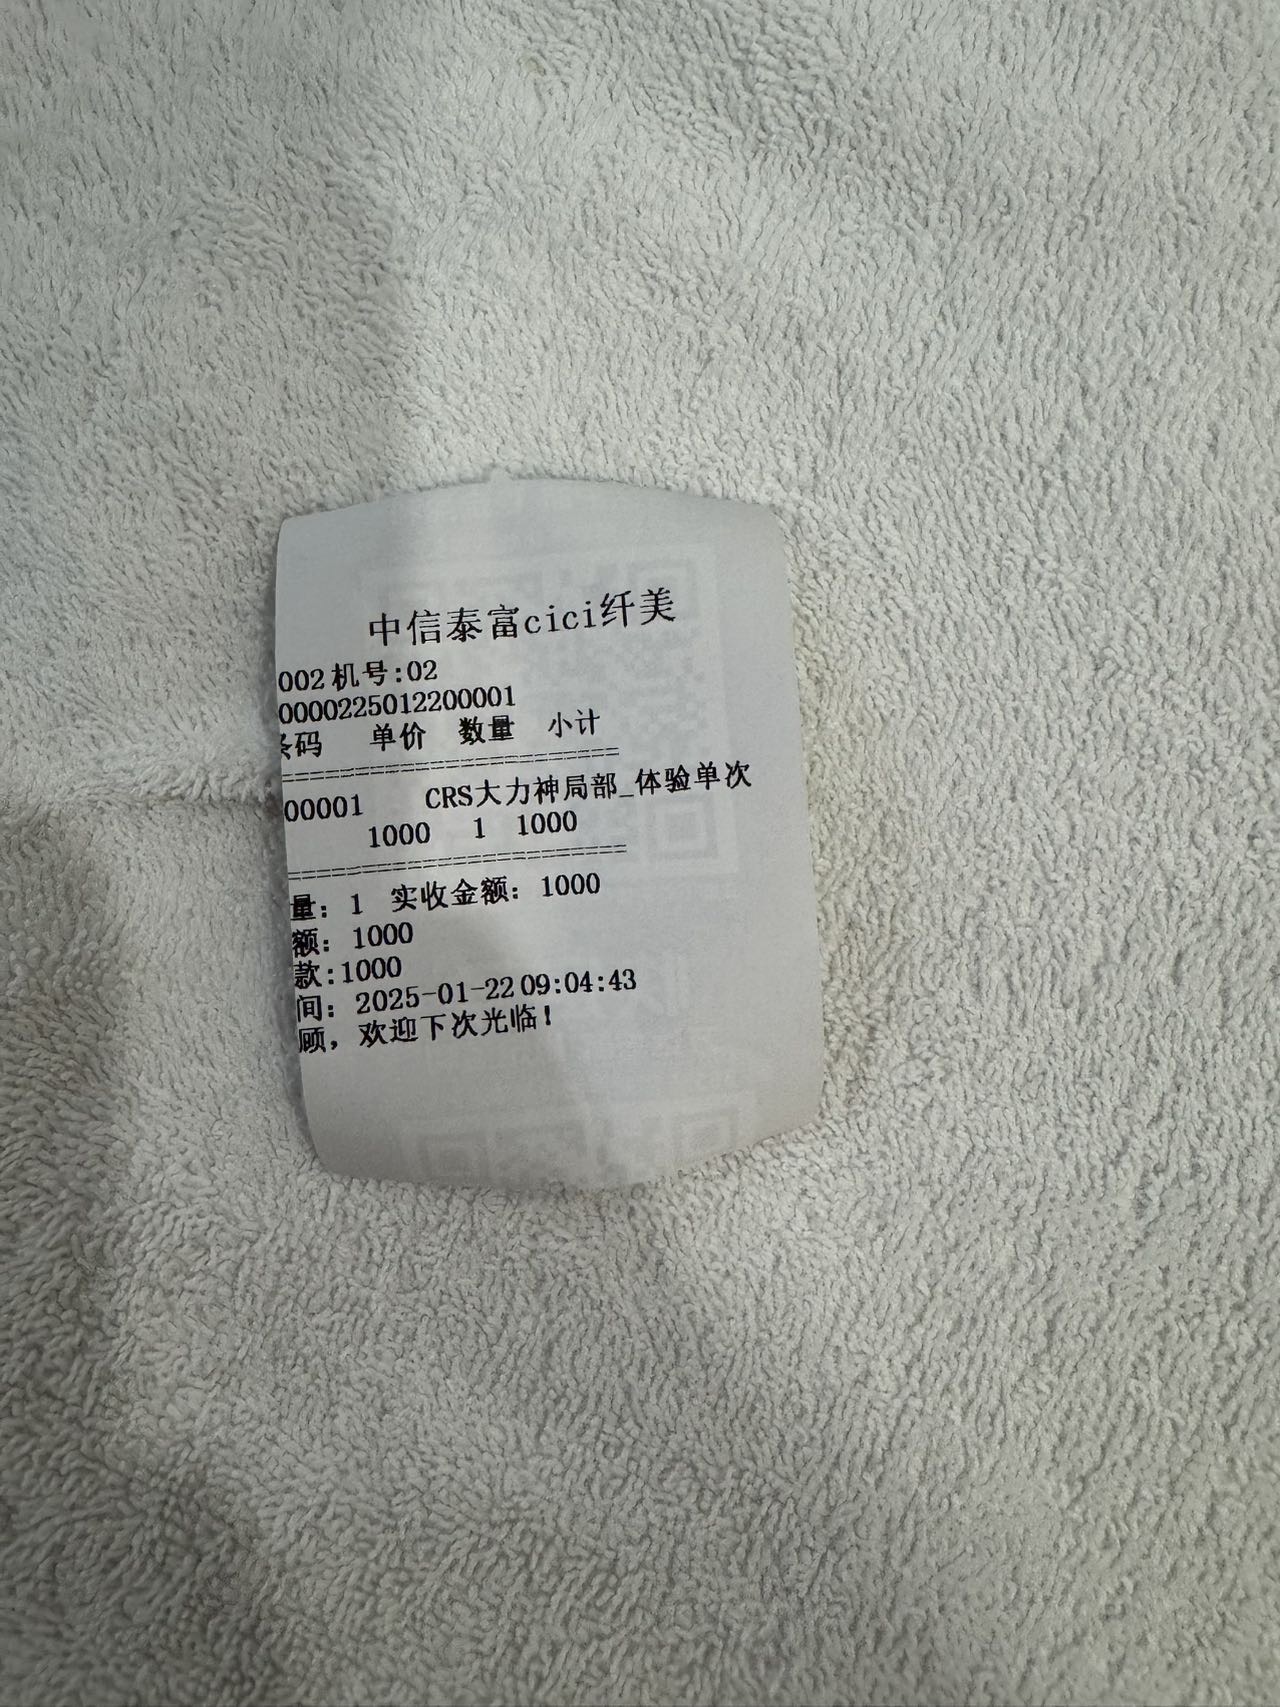 中信泰富cici纤美
002 机号:02
0000225012200001
条码 单价 数量 小计
================================
00001 CRS大力神局部_体验单次
1000 1 1000
================================
量: 1 实收金额: 1000
额: 1000
款:1000
间: 2025-01-22 09:04:43
顾, 欢迎下次光临!